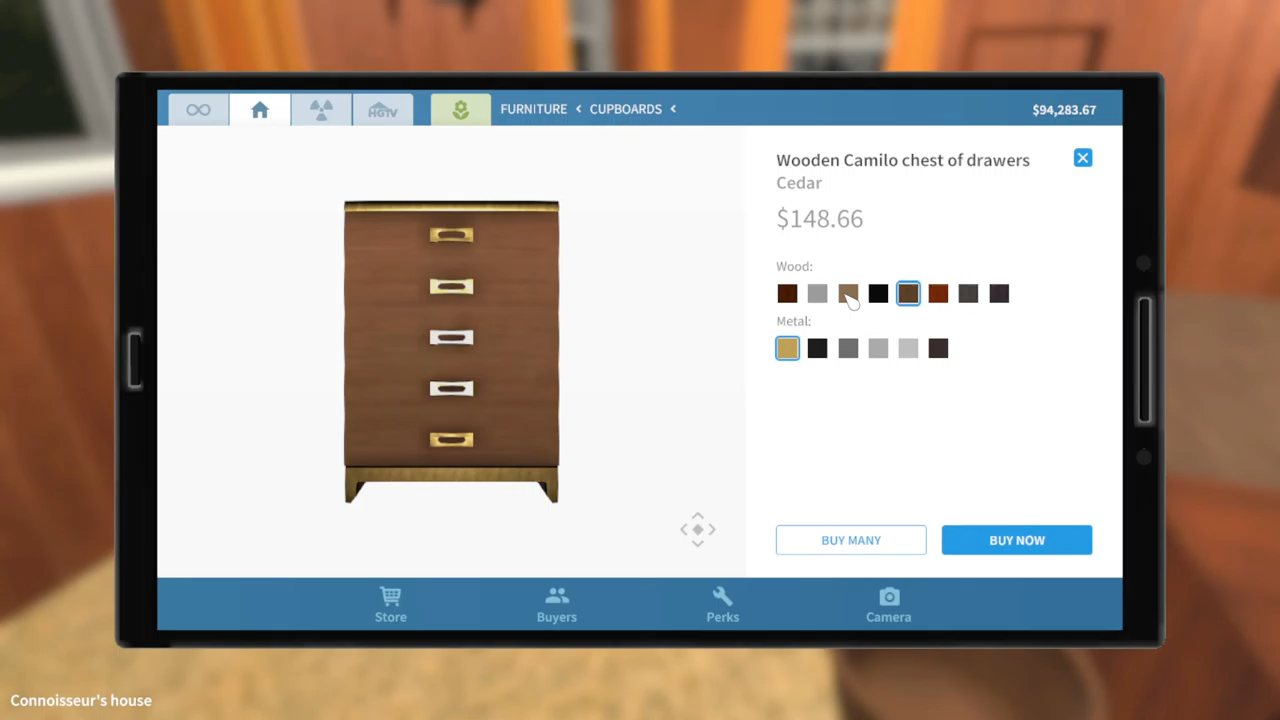 HGTV
FURNITURE < CUPBOARDS <
$94,283.67
Wooden Camilo chest of drawers
Cedar
$148.66
Wood:
Metal:
BUY MANY
BUY NOW
Store
Buyers
Perks
Camera
Connoisseur's house